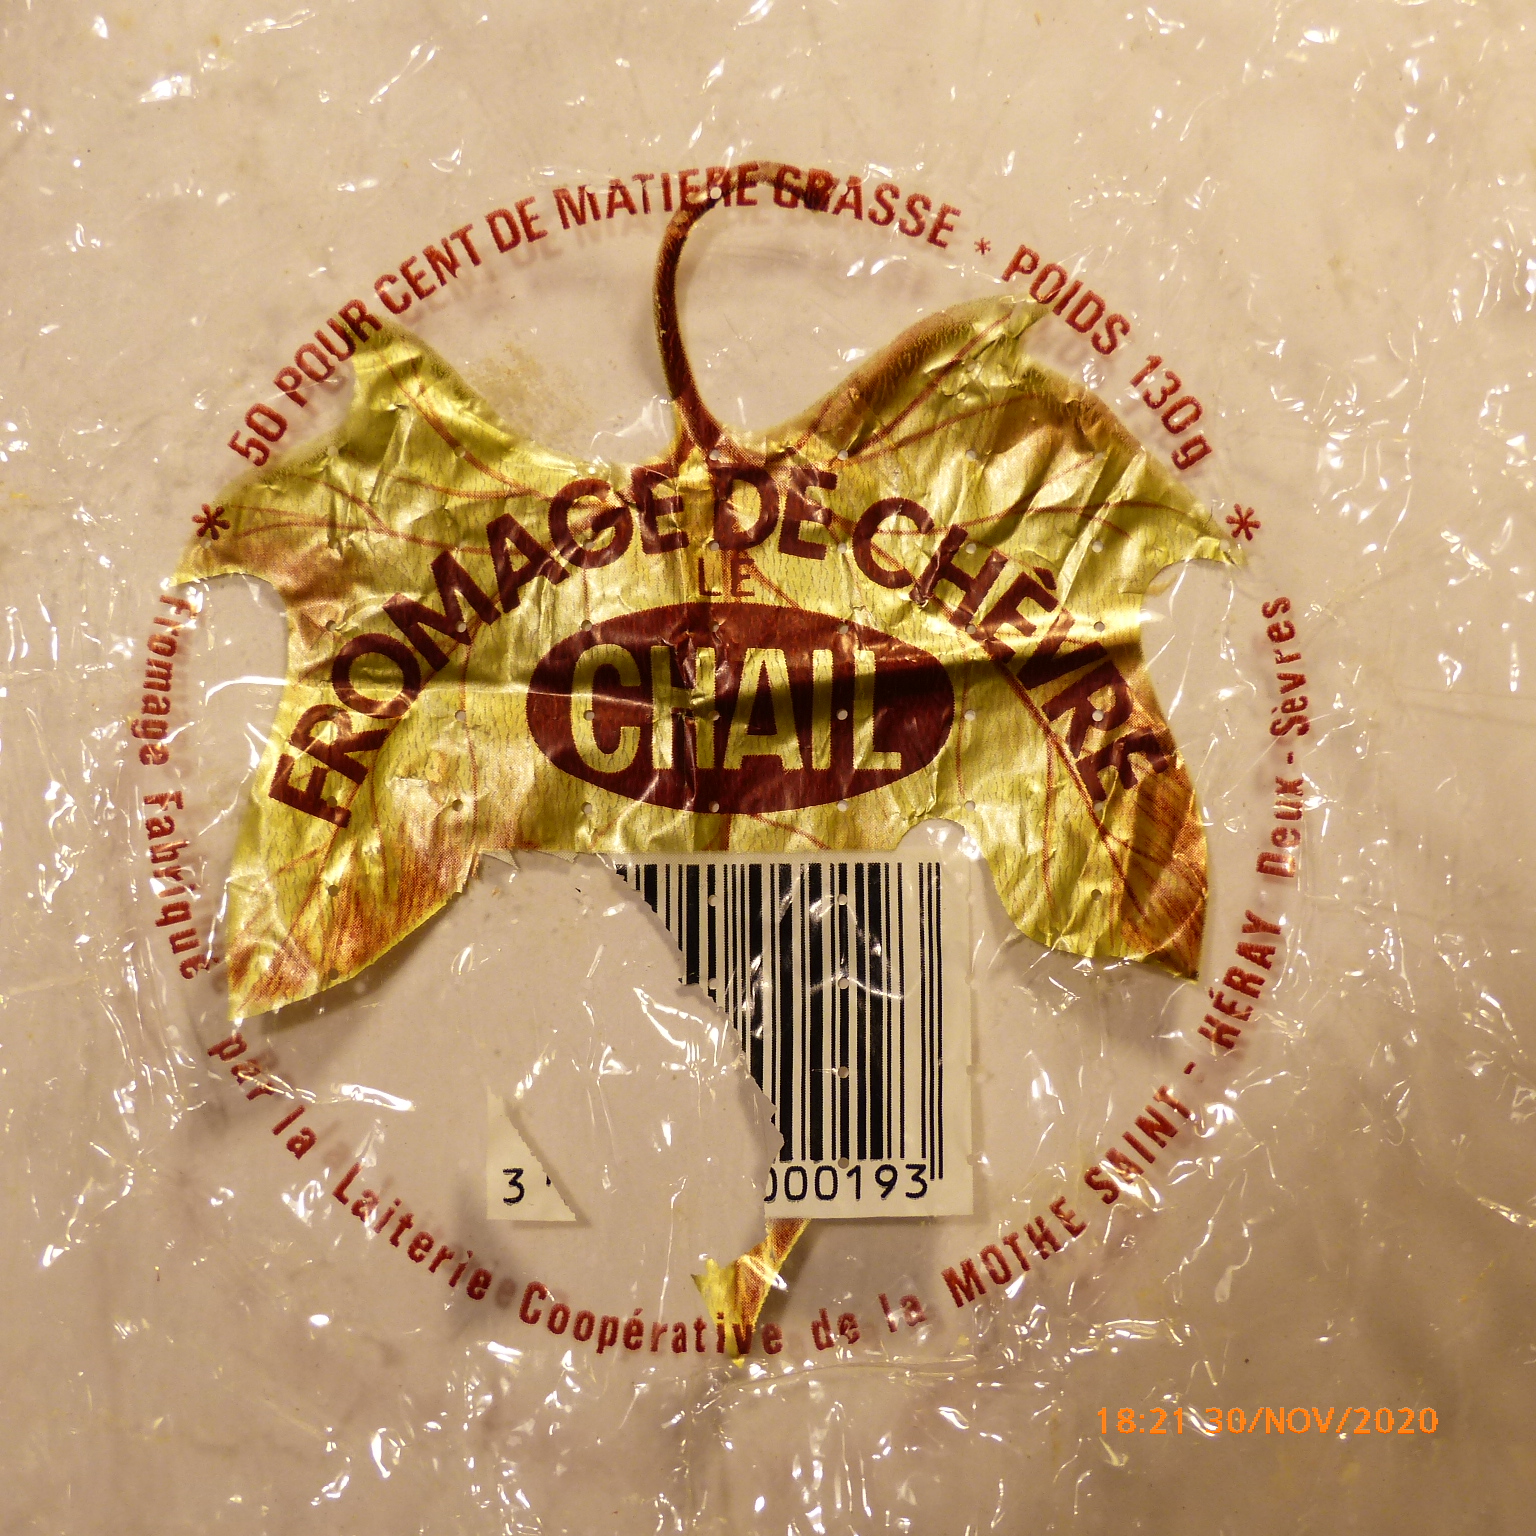 50 POUR CENT DE MATIERE GRASSE * POIDS 130g
* *
FROMAGE DE CHÈVRE
LE
CHAIL
3
000193
Fromage Fabriqué par la Laiterie Coopérative de la MOTHE SAINT - HÉRAY Deux - Sèvres
18:21 30/NOV/2020